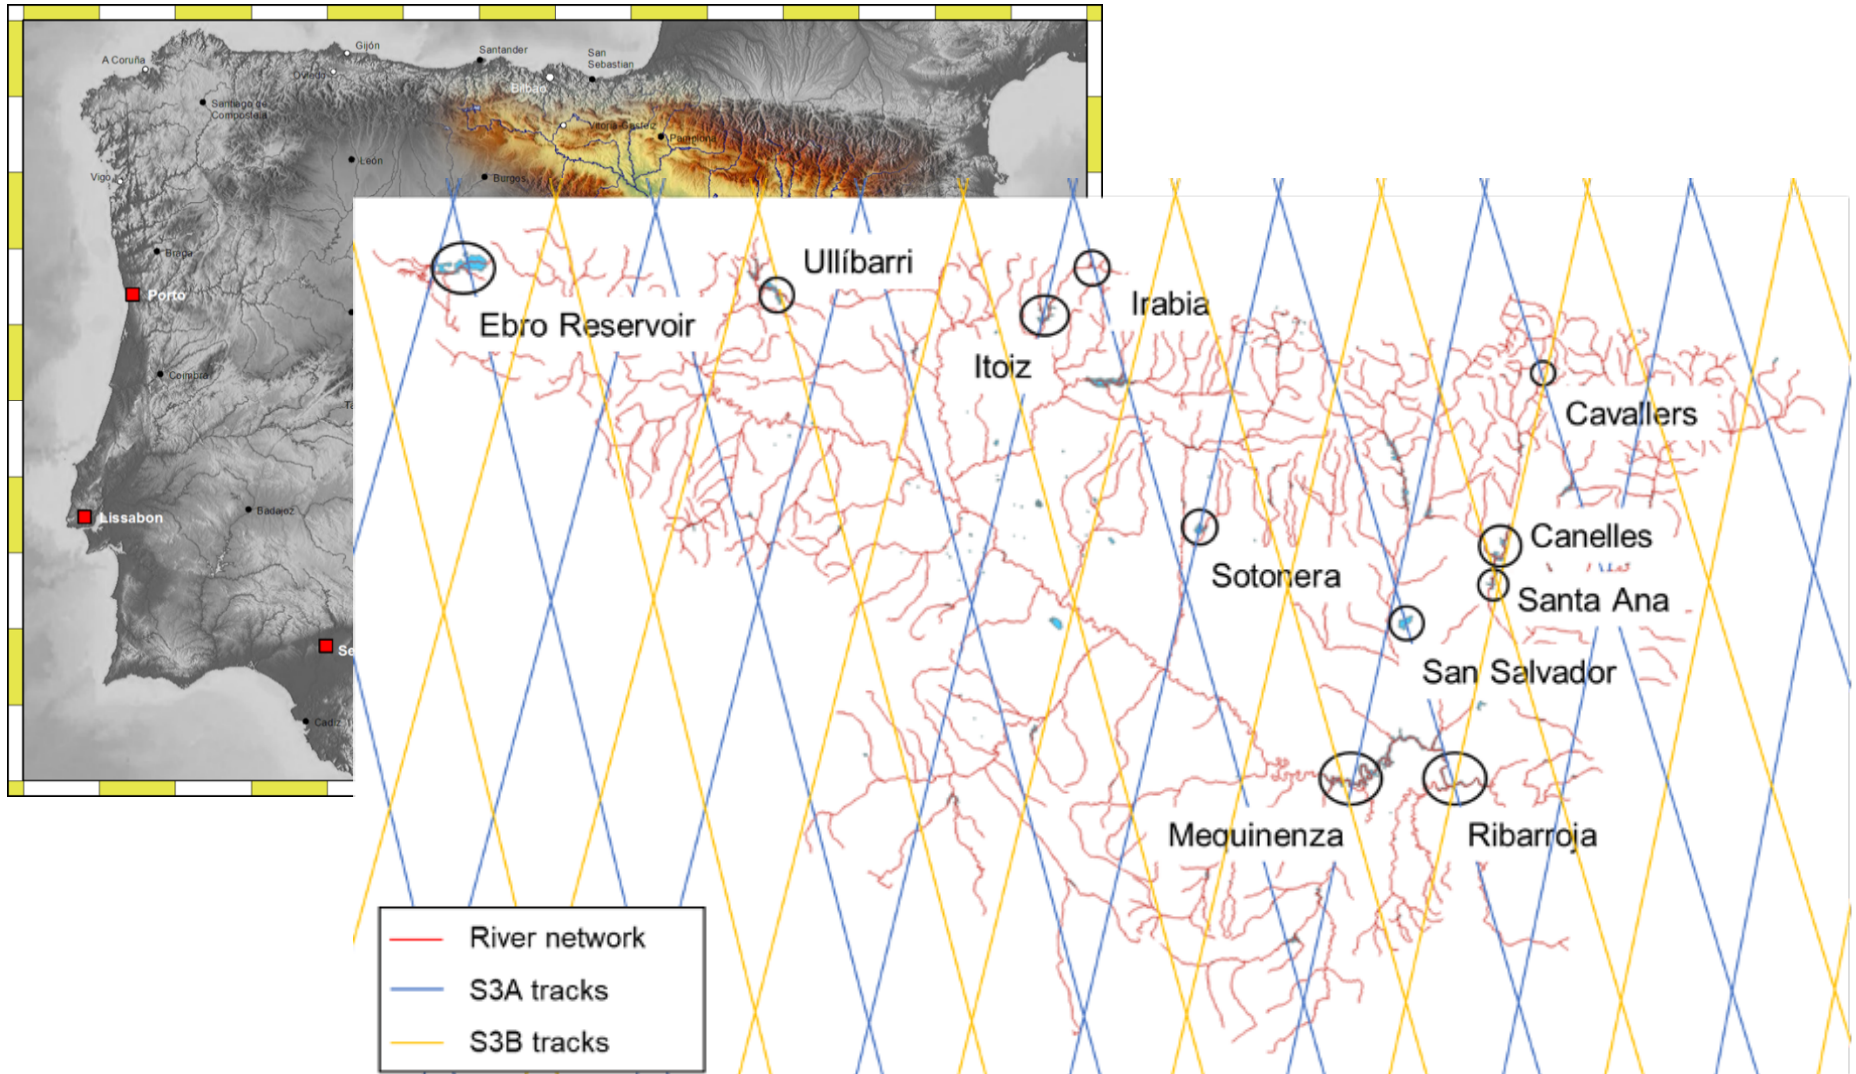 Gijón
Santander
San
Sebastian
A Coruña
Oviedo
Bilbao
Santiago de
Compostela
Vitoria-Gasteiz
Pamplona
León
Vigo
Burgos
Braga
Porto
Coimbra
Lissabon
Badajoz
Se
Cadiz
Ullíbarri
Irabia
Ebro Reservoir
Itoiz
Cavallers
Canelles
Sotonera
Santa Ana
San Salvador
Mequinenza
Ribarroja
River network
S3A tracks
S3B tracks